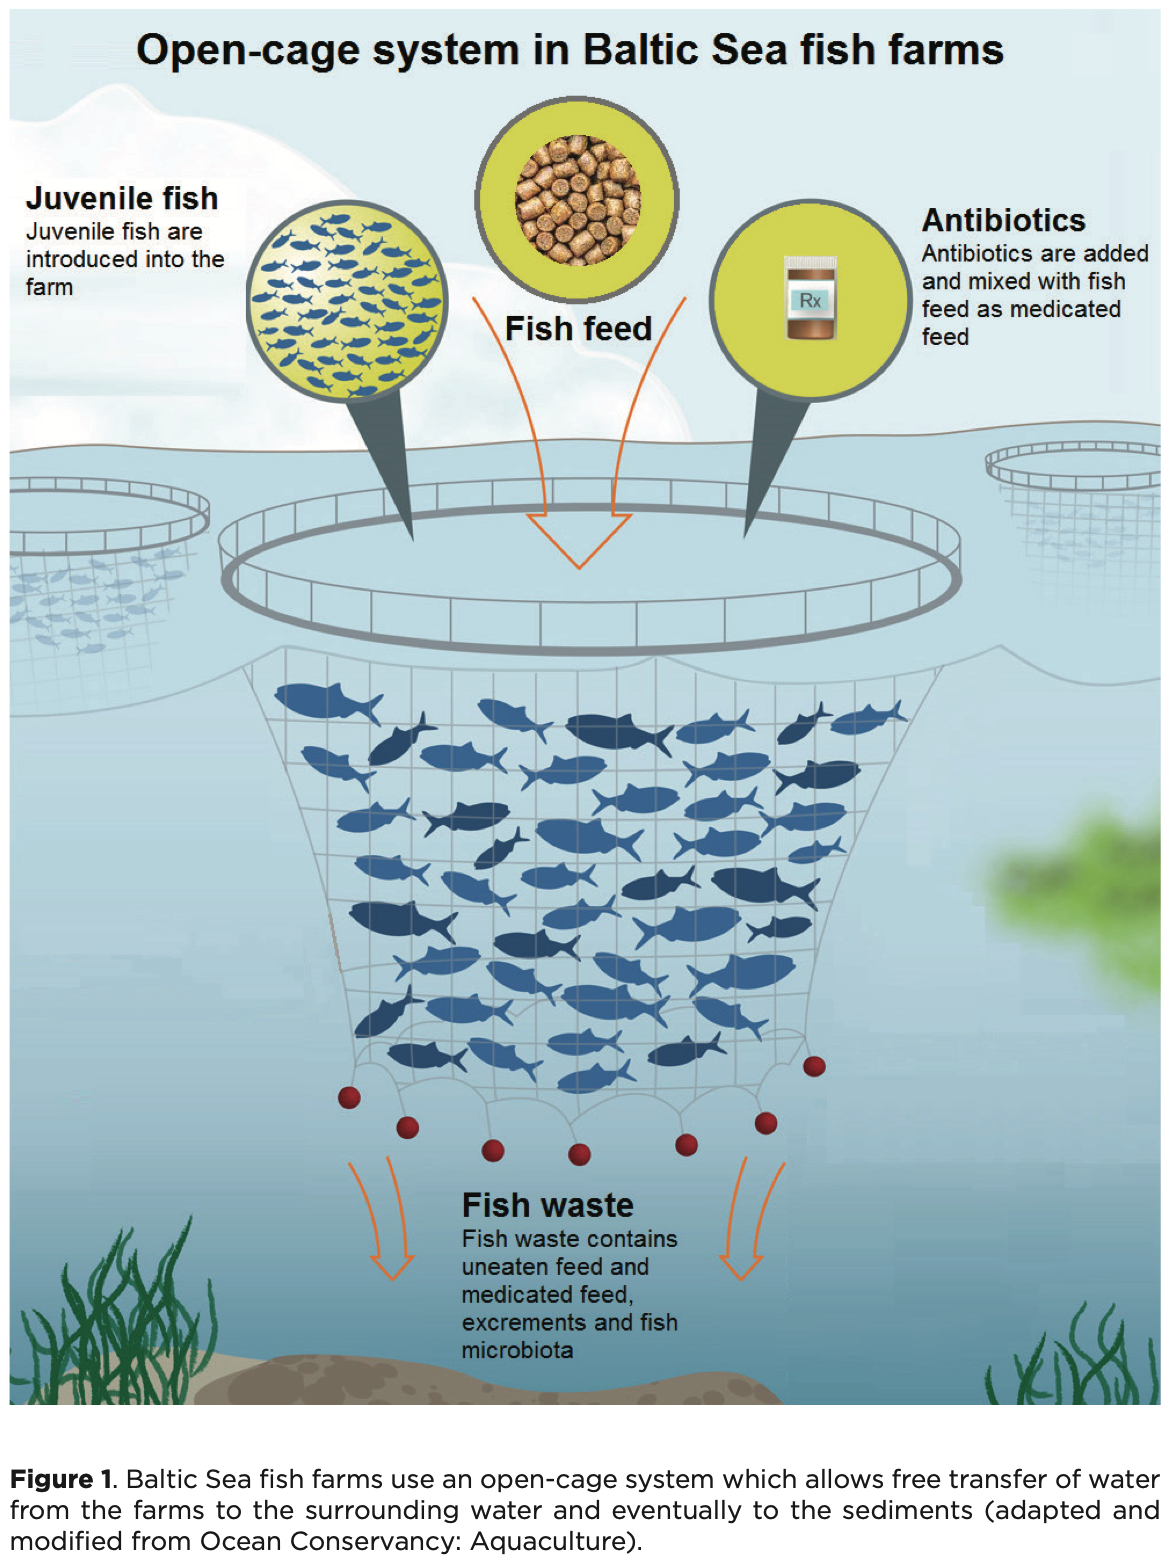 Open-cage system in Baltic Sea fish farms
Juvenile fish
Juvenile fish are
introduced into the
farm
Fish feed
Rx
Antibiotics
Antibiotics are added
and mixed with fish
feed as medicated
feed
Fish waste
Fish waste contains
uneaten feed and
medicated feed,
excrements and fish
microbiota
Figure 1. Baltic Sea fish farms use an open-cage system which allows free transfer of water
from the farms to the surrounding water and eventually to the sediments (adapted and
modified from Ocean Conservancy: Aquaculture).